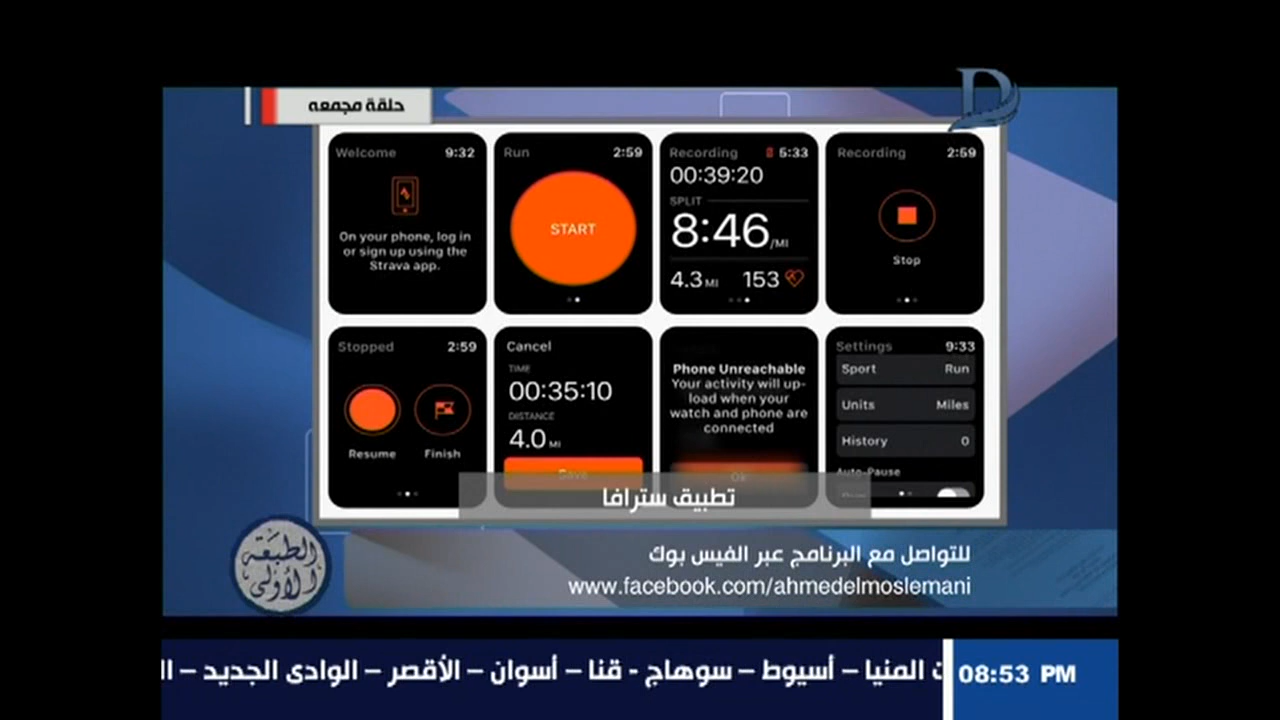 حلقة مجمعه
D
Welcome 9:32
On your phone, log in
or sign up using the
Strava app.
Run 2:59
START
Recording 5:33
00:39:20
SPLIT
8:46/MI
4.3MI 153
Recording 2:59
Stop
Stopped 2:59
Resume Finish
Cancel
TIME
00:35:10
DISTANCE
4.0MI
Save
Phone Unreachable
Your activity will up-
load when your
watch and phone are
connected
Ok
Settings 9:33
Sport Run
Units Miles
History 0
Auto-Pause
تطبيق سترافا
الطبعة
الأولى
للتواصل مع البرنامج عبر الفيس بوك
www.facebook.com/ahmedelmoslemani
المنيا – أسيوط – سوهاج - قنا – أسوان – الأقصر – الوادى الجديد –
08:53 PM